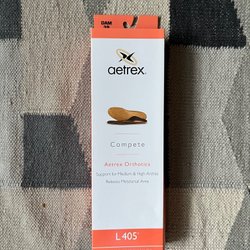 aetrex
Compete
Aetrex Orthotics
Support for Medium & High Arches
Relieves Metatarsal Area
L405